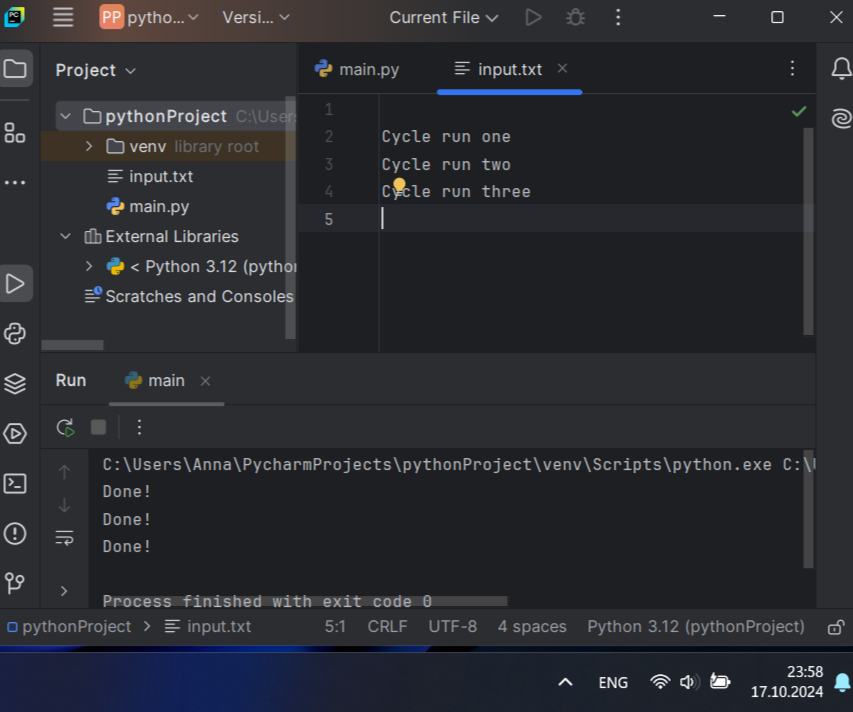 PC
PP pytho... Versi... Current File
Project
main.py
input.txt
pythonProject C:\Users
venv library root
input.txt
main.py
External Libraries
< Python 3.12 (pytho
Scratches and Consoles
1
2 Cycle run one
3 Cycle run two
4 Cycle run three
5
Run main
C:\Users\Anna\PycharmProjects\pythonProject\venv\Scripts\python.exe C:\
Done!
Done!
Done!
Process finished with exit code 0
pythonProject > input.txt 5:1 CRLF UTF-8 4 spaces Python 3.12 (pythonProject)
ENG
23:58
17.10.2024